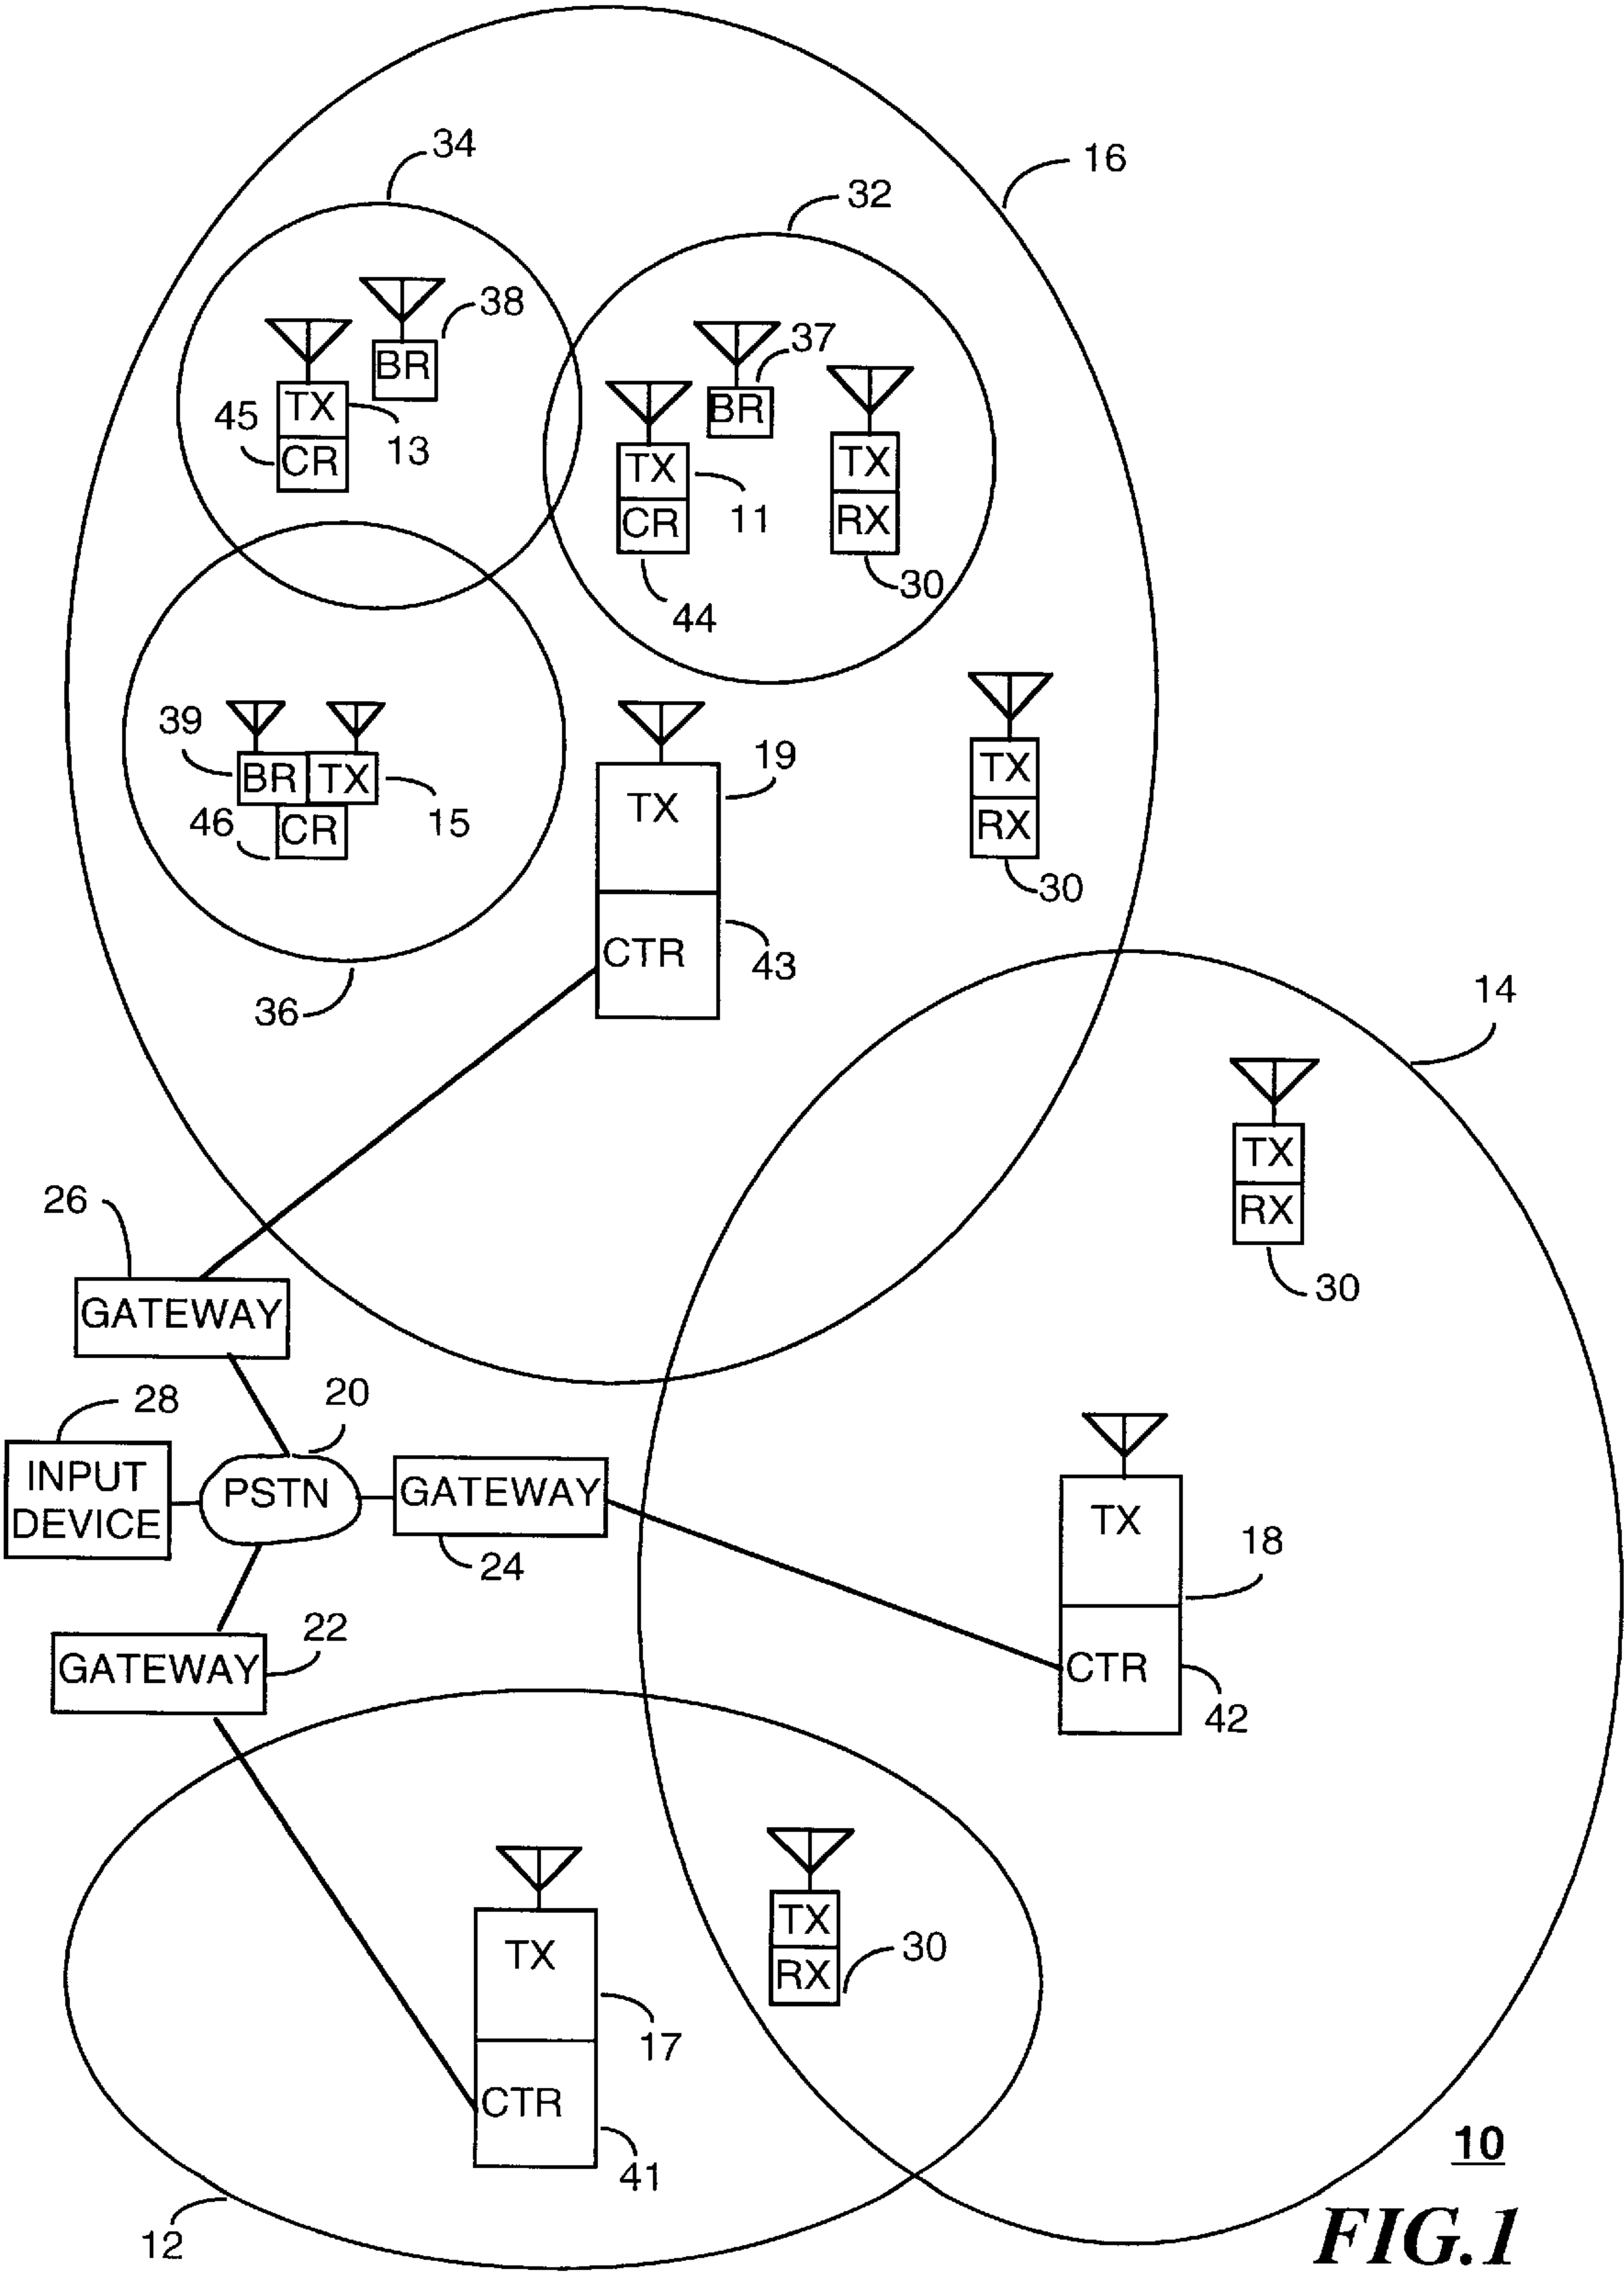 34
16
32
38
BR
37
BR
TX
45
13
CR
TX
11
CR
44
TX
RX
30
39
BR TX
46
15
CR
19
TX
CTR
43
TX
RX
30
36
14
TX
RX
30
26
GATEWAY
28
20
INPUT
DEVICE
PSTN
GATEWAY
24
TX
18
CTR
42
22
GATEWAY
TX
17
CTR
41
TX
RX
30
12
10
FIG.1